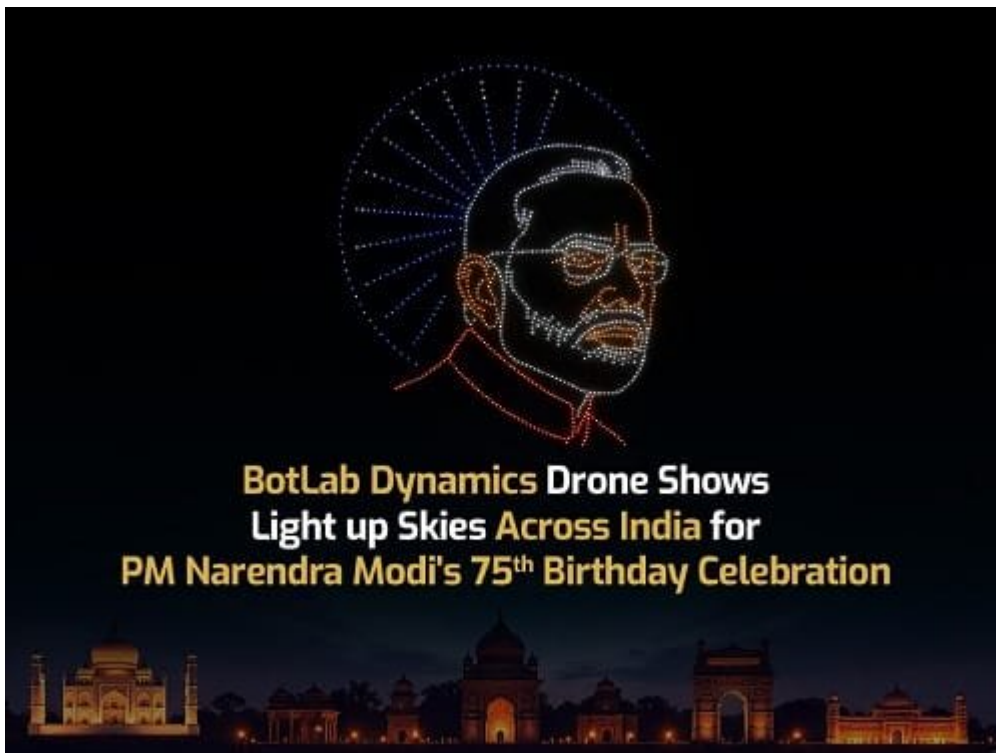 BotLab Dynamics Drone Shows
Light up Skies Across India for
PM Narendra Modi's 75th Birthday Celebration